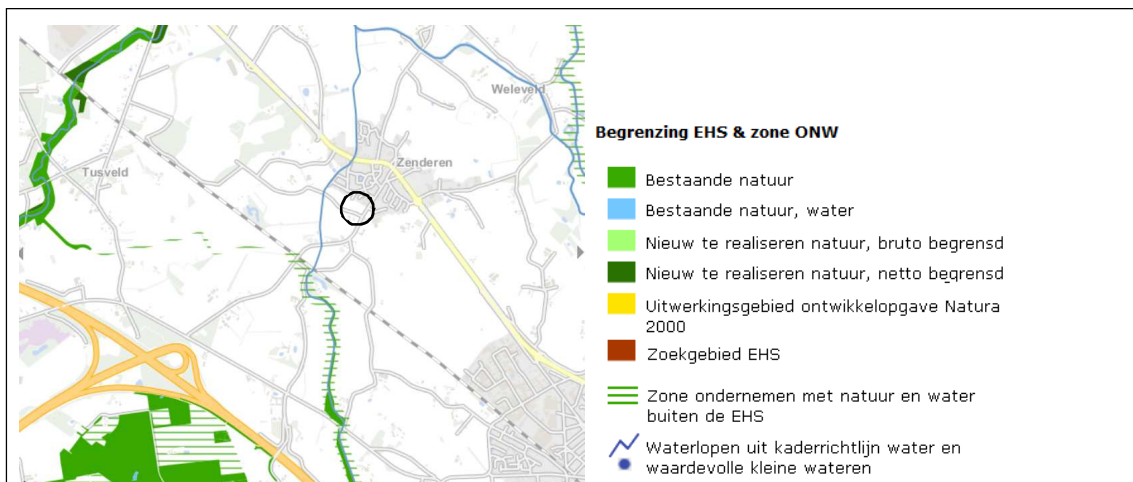 Weleveld
Zenderen
Tusveld
Begrenzing EHS & zone ONW
Bestaande natuur
Bestaande natuur, water
Nieuw te realiseren natuur, bruto begrensd
Nieuw te realiseren natuur, netto begrensd
Uitwerkingsgebied ontwikkelopgave Natura
2000
Zoekgebied EHS
Zone ondernemen met natuur en water
buiten de EHS
Waterlopen uit kaderrichtlijn water en
waardevolle kleine wateren